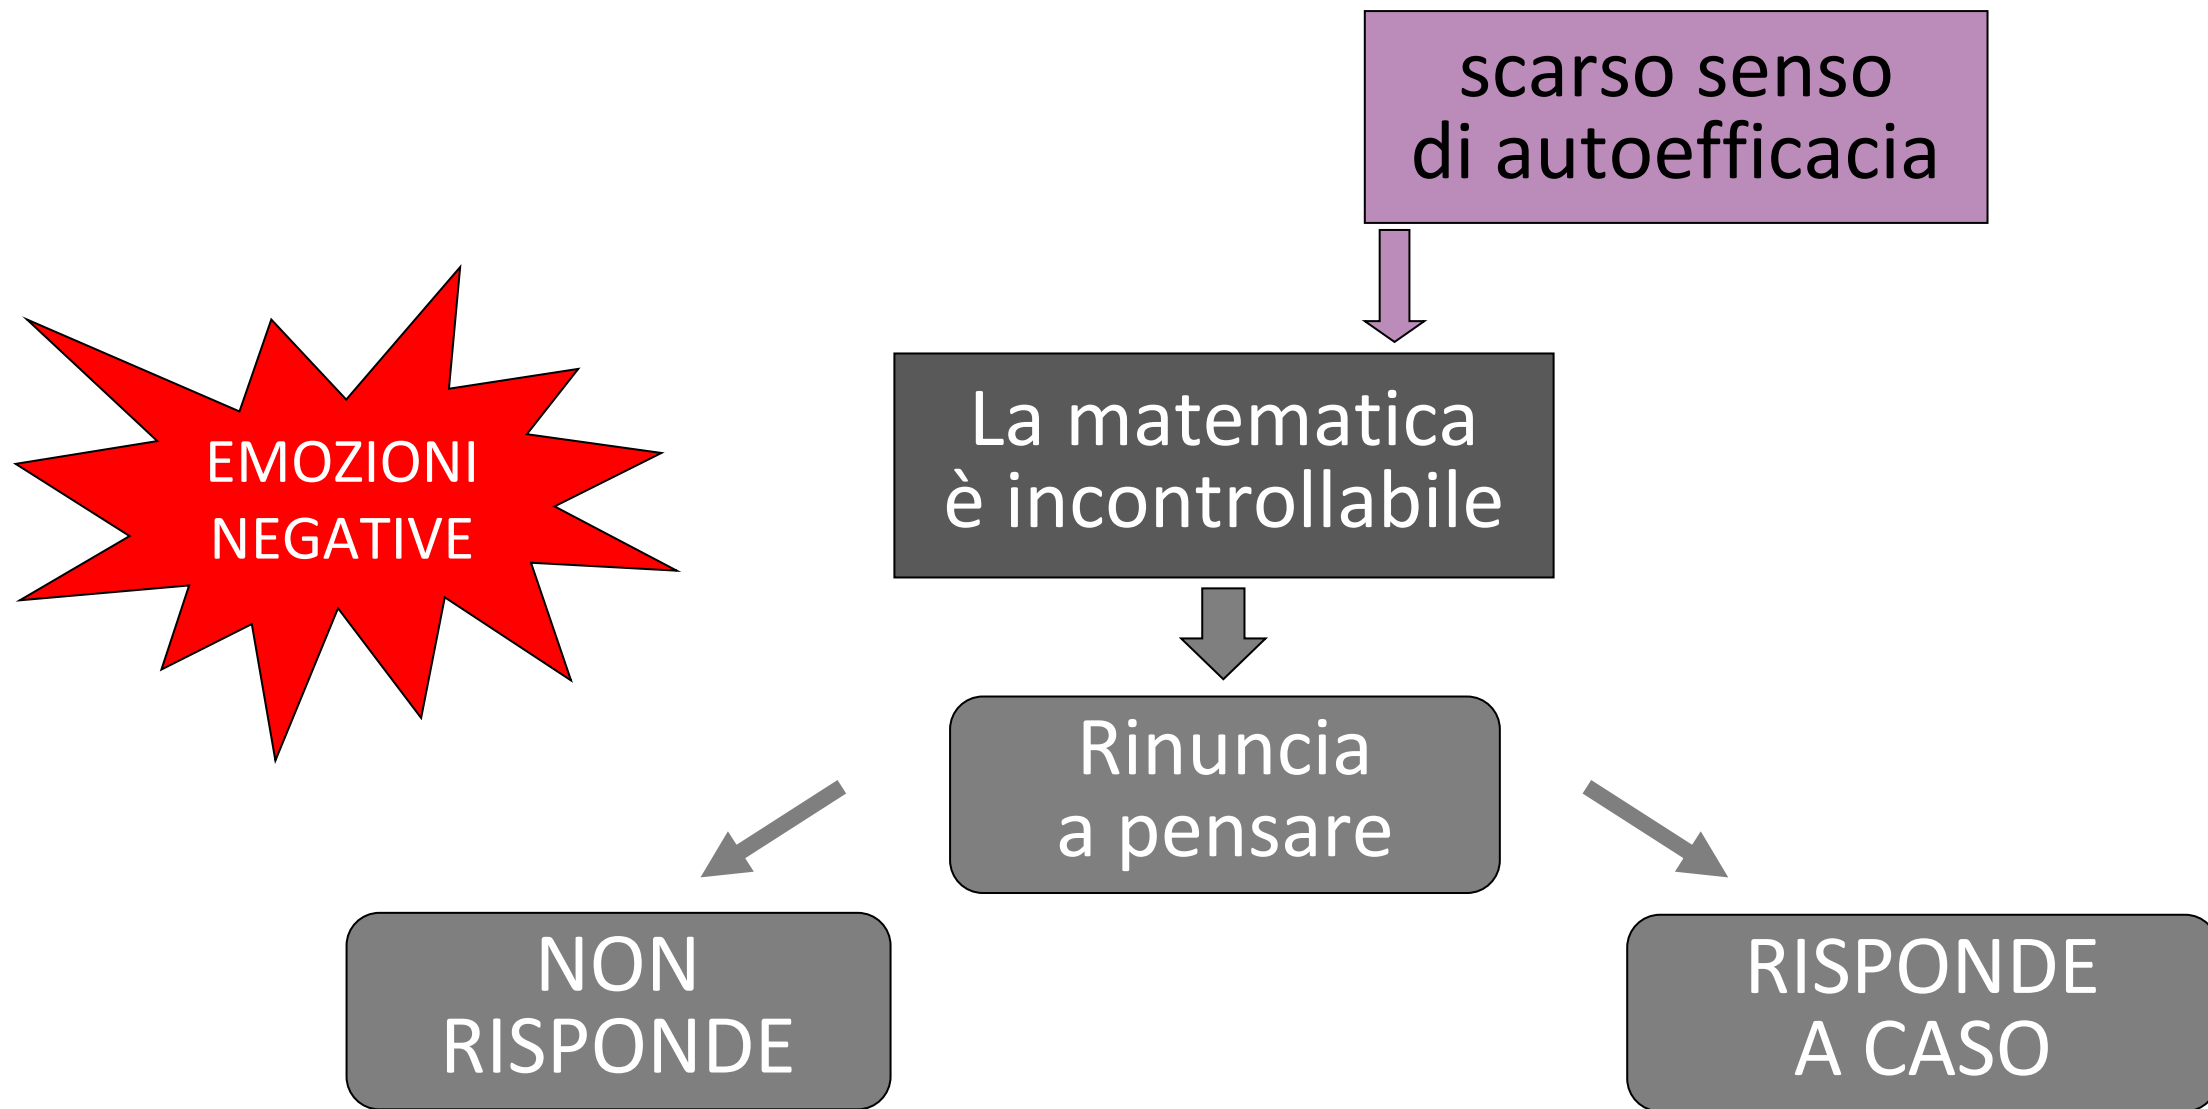 scarso senso
di autoefficacia
EMOZIONI
NEGATIVE
La matematica
è incontrollabile
Rinuncia
a pensare
NON
RISPONDE
RISPONDE
A CASO